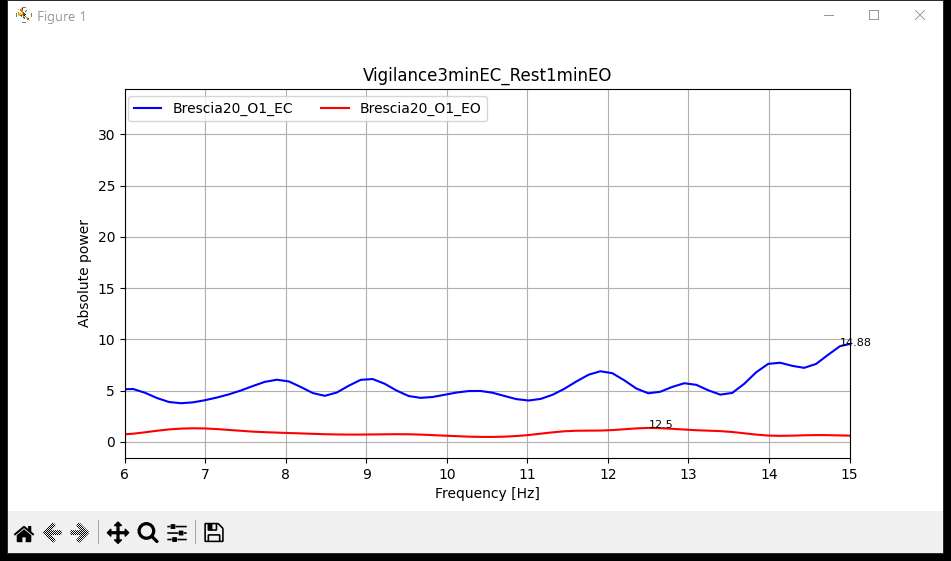 Figure 1
Vigilance3minEC_Rest1minEO
Brescia20_O1_EC Brescia20_O1_EO
30
25
20
15
10
5
0
Absolute power
14.88
12.5
6 7 8 9 10 11 12 13 14 15
Frequency [Hz]